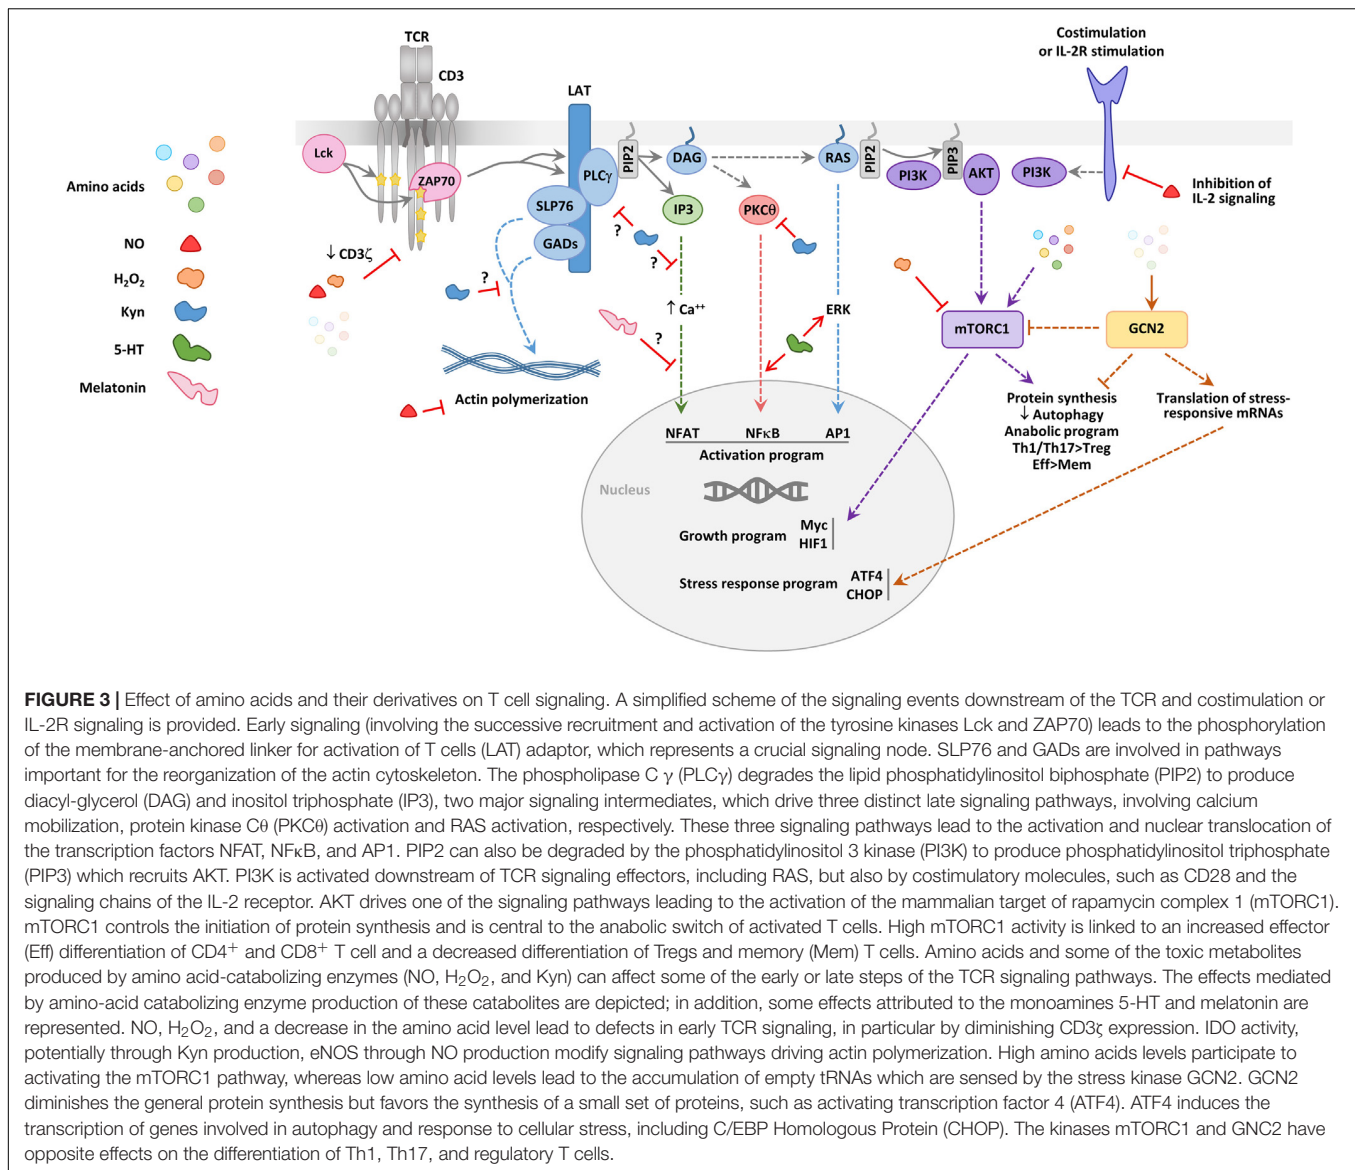 TCR
CD3
LAT
Costimulation
or IL-2R stimulation
Lck
ZAP70
PLCγ
PIP2
DAG
RAS
PIP2
PIP3
PI3K
AKT
PI3K
Amino acids
SLP76
GADs
IP3
PKCθ
Inhibition of
IL-2 signaling
NO
↓ CD3ζ
H₂O₂
?
?
?
Kyn
↑ Ca⁺⁺
ERK
mTORC1
GCN2
5-HT
?
Melatonin
Actin polymerization
Protein synthesis
↓ Autophagy
Anabolic program
Th1/Th17>Treg
Eff>Mem
Translation of stress-
responsive mRNAs
NFAT
NFκB
AP1
Activation program
Nucleus
Growth program
Myc
HIF1
Stress response program
ATF4
CHOP
FIGURE 3 | Effect of amino acids and their derivatives on T cell signaling. A simplified scheme of the signaling events downstream of the TCR and costimulation or
IL-2R signaling is provided. Early signaling (involving the successive recruitment and activation of the tyrosine kinases Lck and ZAP70) leads to the phosphorylation
of the membrane-anchored linker for activation of T cells (LAT) adaptor, which represents a crucial signaling node. SLP76 and GADs are involved in pathways
important for the reorganization of the actin cytoskeleton. The phospholipase C γ (PLCγ) degrades the lipid phosphatidylinositol biphosphate (PIP2) to produce
diacyl-glycerol (DAG) and inositol triphosphate (IP3), two major signaling intermediates, which drive three distinct late signaling pathways, involving calcium
mobilization, protein kinase Cθ (PKCθ) activation and RAS activation, respectively. These three signaling pathways lead to the activation and nuclear translocation of
the transcription factors NFAT, NFκB, and AP1. PIP2 can also be degraded by the phosphatidylinositol 3 kinase (PI3K) to produce phosphatidylinositol triphosphate
(PIP3) which recruits AKT. PI3K is activated downstream of TCR signaling effectors, including RAS, but also by costimulatory molecules, such as CD28 and the
signaling chains of the IL-2 receptor. AKT drives one of the signaling pathways leading to the activation of the mammalian target of rapamycin complex 1 (mTORC1).
mTORC1 controls the initiation of protein synthesis and is central to the anabolic switch of activated T cells. High mTORC1 activity is linked to an increased effector
(Eff) differentiation of CD4⁺ and CD8⁺ T cell and a decreased differentiation of Tregs and memory (Mem) T cells. Amino acids and some of the toxic metabolites
produced by amino acid-catabolizing enzymes (NO, H₂O₂, and Kyn) can affect some of the early or late steps of the TCR signaling pathways. The effects mediated
by amino-acid catabolizing enzyme production of these catabolites are depicted; in addition, some effects attributed to the monoamines 5-HT and melatonin are
represented. NO, H₂O₂, and a decrease in the amino acid level lead to defects in early TCR signaling, in particular by diminishing CD3ζ expression. IDO activity,
potentially through Kyn production, eNOS through NO production modify signaling pathways driving actin polymerization. High amino acids levels participate to
activating the mTORC1 pathway, whereas low amino acid levels lead to the accumulation of empty tRNAs which are sensed by the stress kinase GCN2. GCN2
diminishes the general protein synthesis but favors the synthesis of a small set of proteins, such as activating transcription factor 4 (ATF4). ATF4 induces the
transcription of genes involved in autophagy and response to cellular stress, including C/EBP Homologous Protein (CHOP). The kinases mTORC1 and GNC2 have
opposite effects on the differentiation of Th1, Th17, and regulatory T cells.